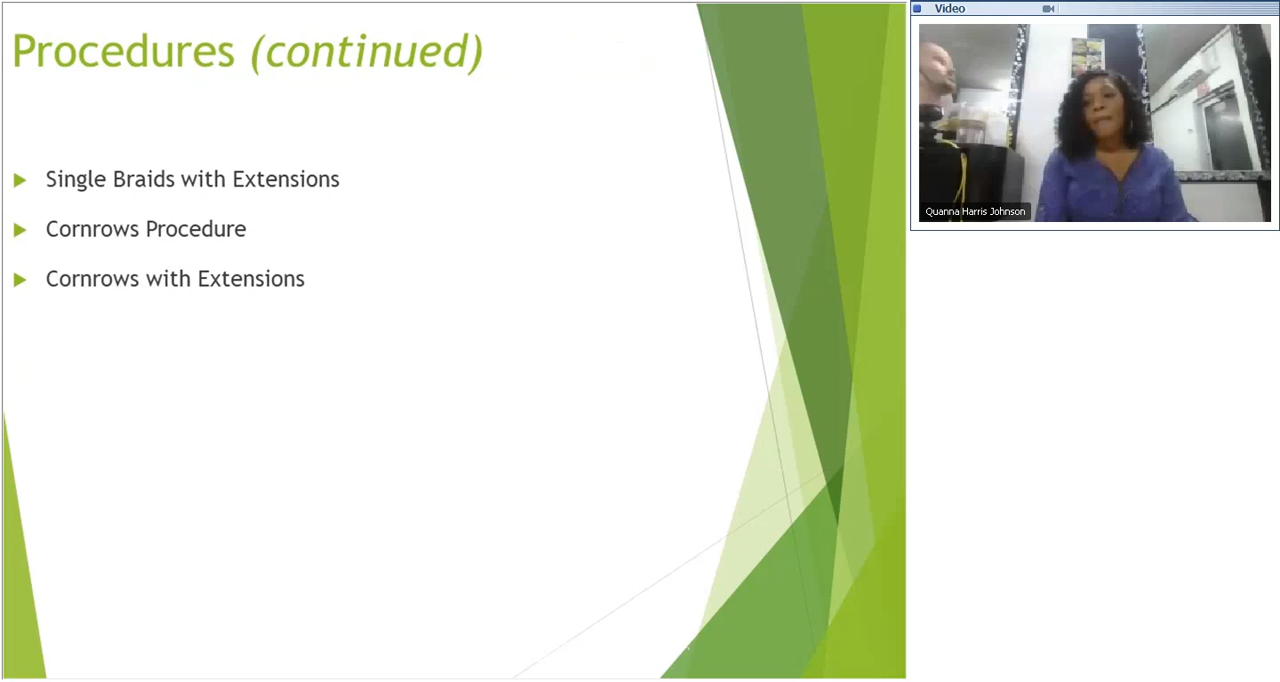 Procedures (continued)
Single Braids with Extensions
Cornrows Procedure
Cornrows with Extensions
Video
Quanna Harris Johnson